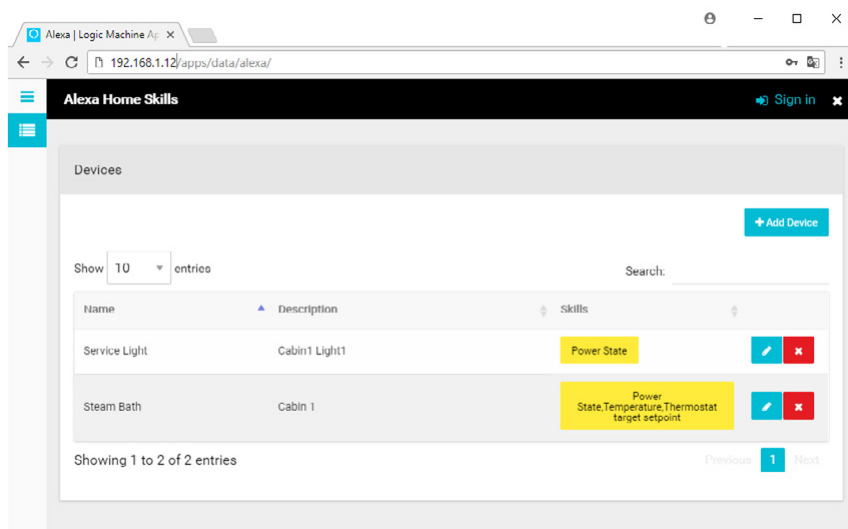 Alexa | Logic Machine Ap
192.168.1.12/apps/data/alexa/
Alexa Home Skills
Sign in
Devices
+ Add Device
Show 10 entries
Search:
Name Description Skills
Service Light Cabin1 Light1 Power State
Steam Bath Cabin 1 Power
State,Temperature,Thermostat
target setpoint
Showing 1 to 2 of 2 entries
Previous 1 Next